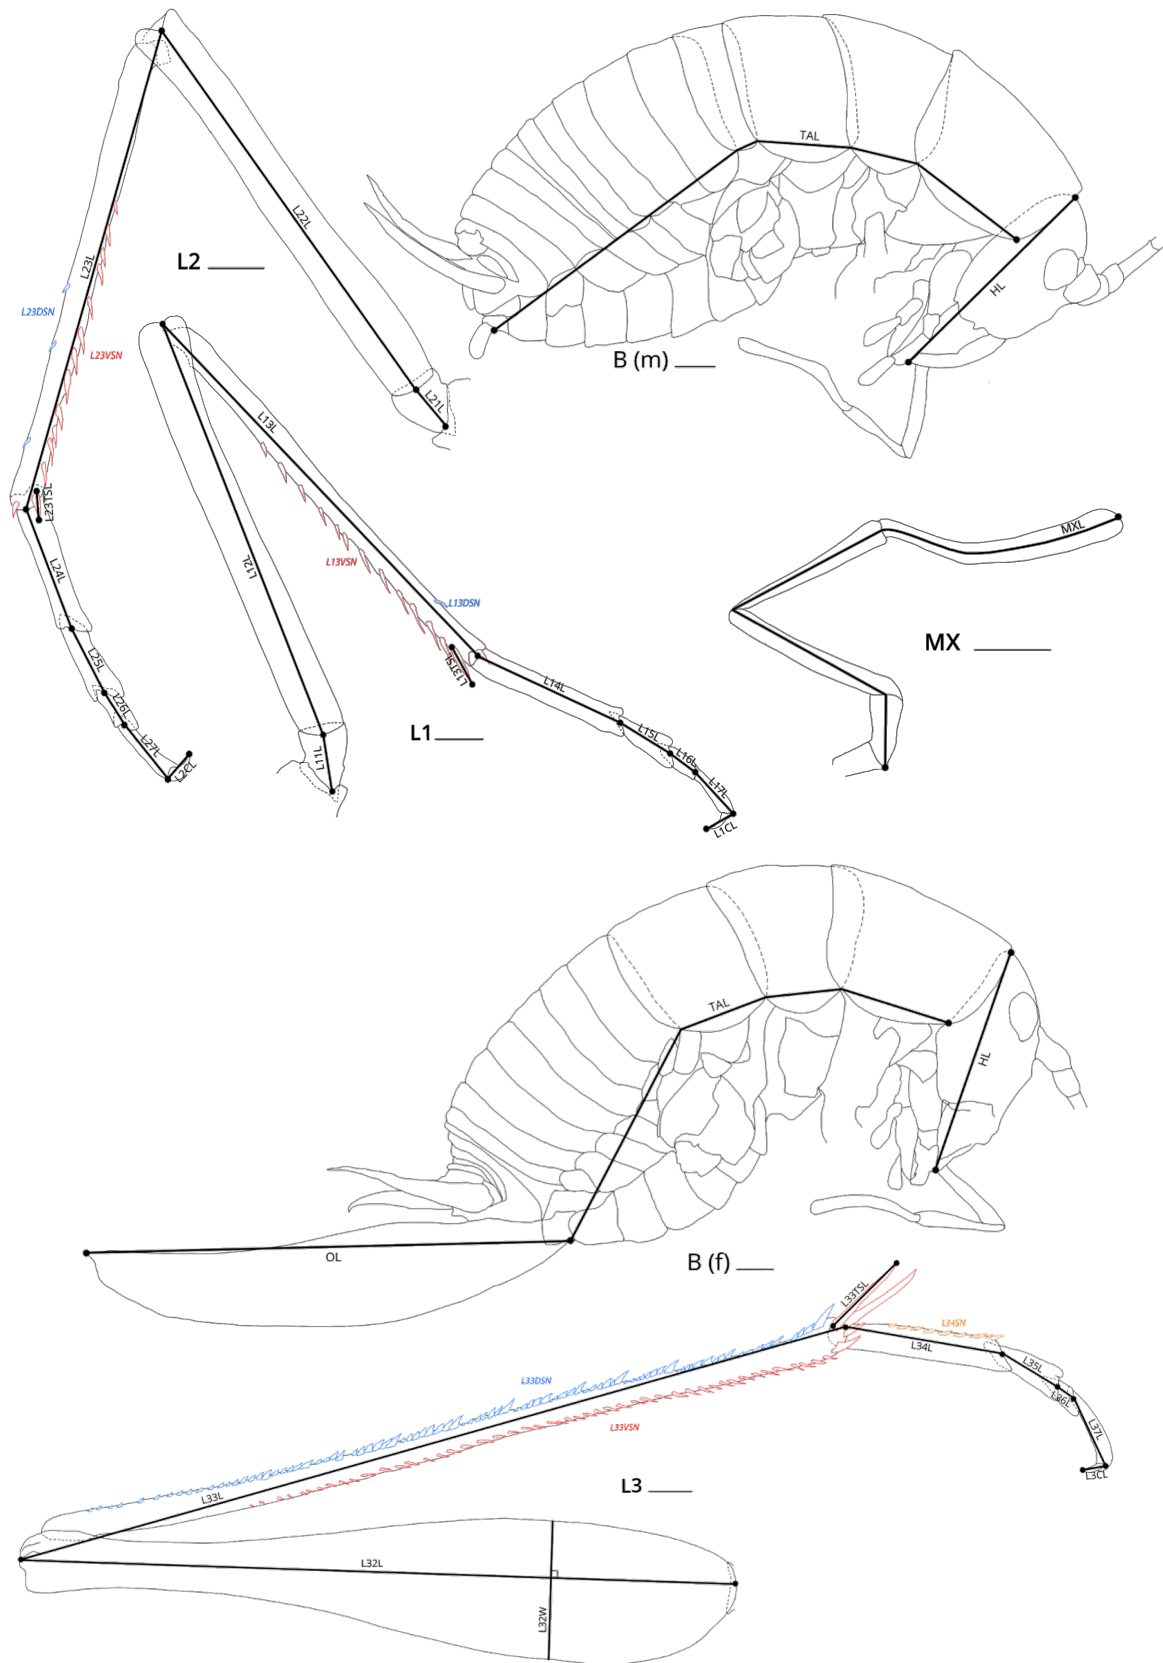 TAL
L22L
L2
L23L
HL
L23DSN
L23VSN
B (m)
L21L
L13L
L23TSL
MXL
L12L
L13VSN
L24L
L13DSN
MX
L13TSL
L25L
L14L
L26L
L1
L15L
L27L
L11L
L16L
L2CL
L17L
L1CL
TAL
HL
OL
B (f)
L33TSL
L34SN
L34L
L35L
L33DSN
L36L
L33VSN
L37L
L3CL
L3
L33L
L32L
L32W